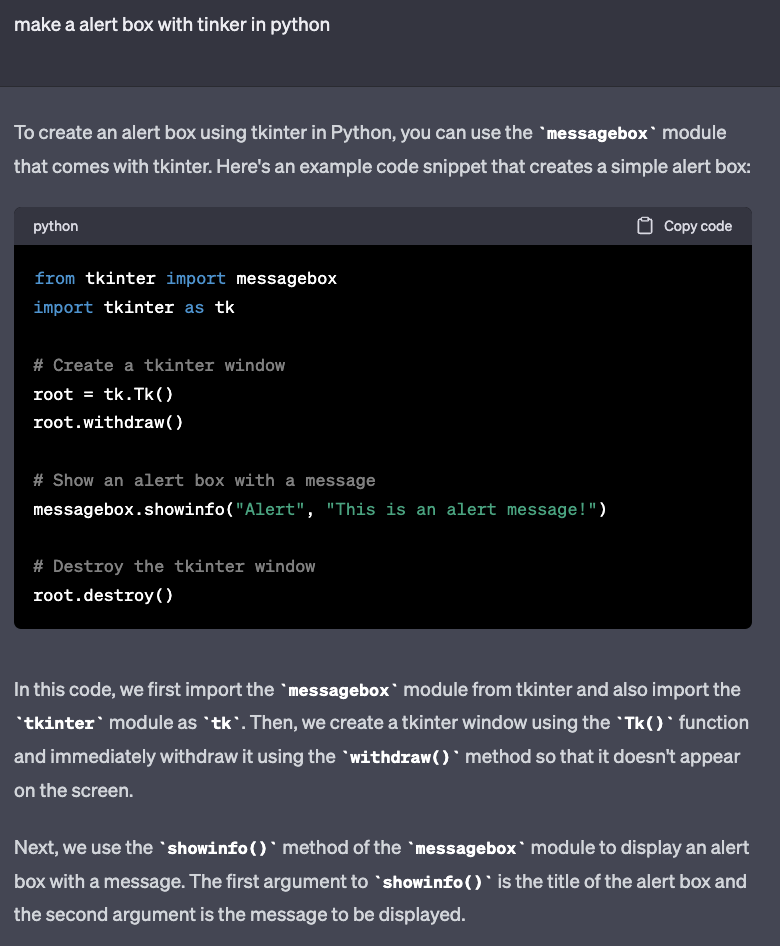 make a alert box with tinker in python
To create an alert box using tkinter in Python, you can use the `messagebox` module
that comes with tkinter. Here's an example code snippet that creates a simple alert box:
python Copy code
from tkinter import messagebox
import tkinter as tk
# Create a tkinter window
root = tk.Tk()
root.withdraw()
# Show an alert box with a message
messagebox.showinfo("Alert", "This is an alert message!")
# Destroy the tkinter window
root.destroy()
In this code, we first import the `messagebox` module from tkinter and also import the
`tkinter` module as `tk`. Then, we create a tkinter window using the `Tk()` function
and immediately withdraw it using the `withdraw()` method so that it doesn't appear
on the screen.
Next, we use the `showinfo()` method of the `messagebox` module to display an alert
box with a message. The first argument to `showinfo()` is the title of the alert box and
the second argument is the message to be displayed.